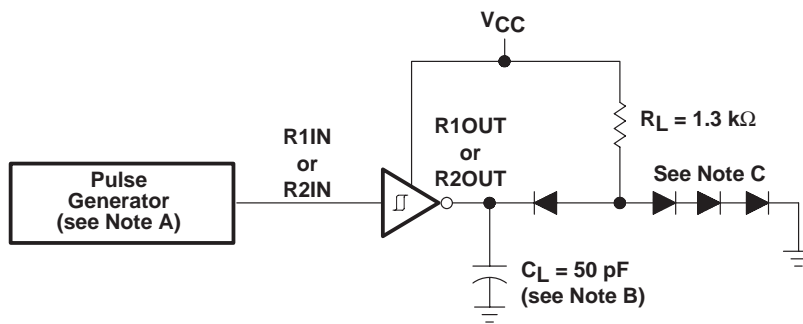 VCC
R1IN
or
R2IN
R1OUT
or
R2OUT
RL = 1.3 kΩ
See Note C
Pulse
Generator
(see Note A)
CL = 50 pF
(see Note B)